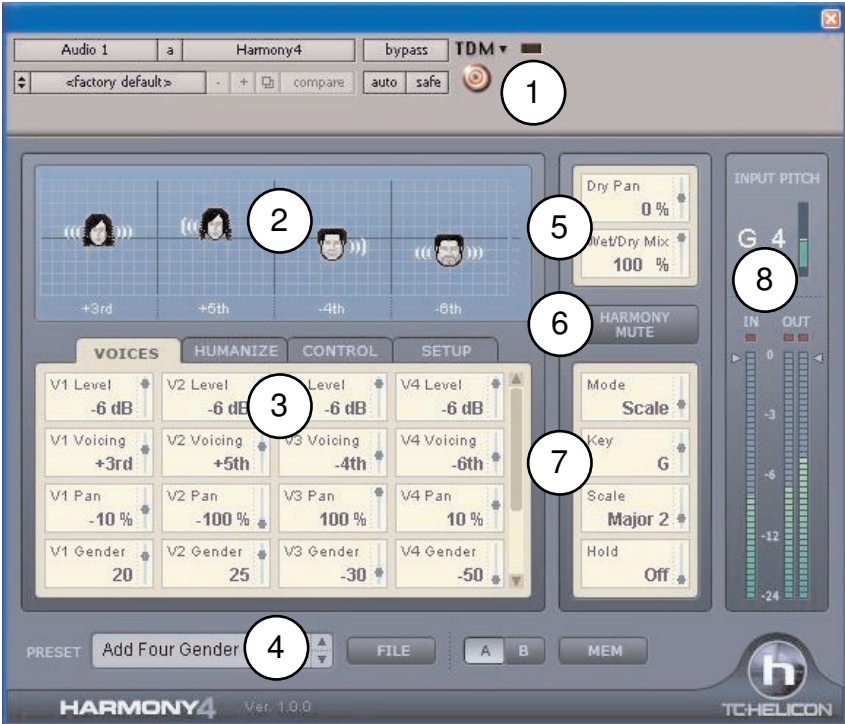 Audio 1 a Harmony4 bypass TDM
<factory default> - + compare auto safe
1
2
+3rd +5th -4th -6th
5
Dry Pan
0 %
Wet/Dry Mix
100 %
INPUT PITCH
G 4
8
6
HARMONY
MUTE
IN OUT
0
-3
-6
-12
-24
VOICES HUMANIZE CONTROL SETUP
3
V1 Level V2 Level Level V4 Level
-6 dB -6 dB -6 dB -6 dB
V1 Voicing V2 Voicing V3 Voicing V4 Voicing
+3rd +5th -4th -6th
V1 Pan V2 Pan V3 Pan V4 Pan
-10 % -100 % 100 % 10 %
V1 Gender V2 Gender V3 Gender V4 Gender
20 25 -30 -50
7
Mode
Scale
Key
G
Scale
Major 2
Hold
Off
PRESET Add Four Gender 4 FILE A B MEM
h
HARMONY4 Ver. 1.0.0 TC·HELICON